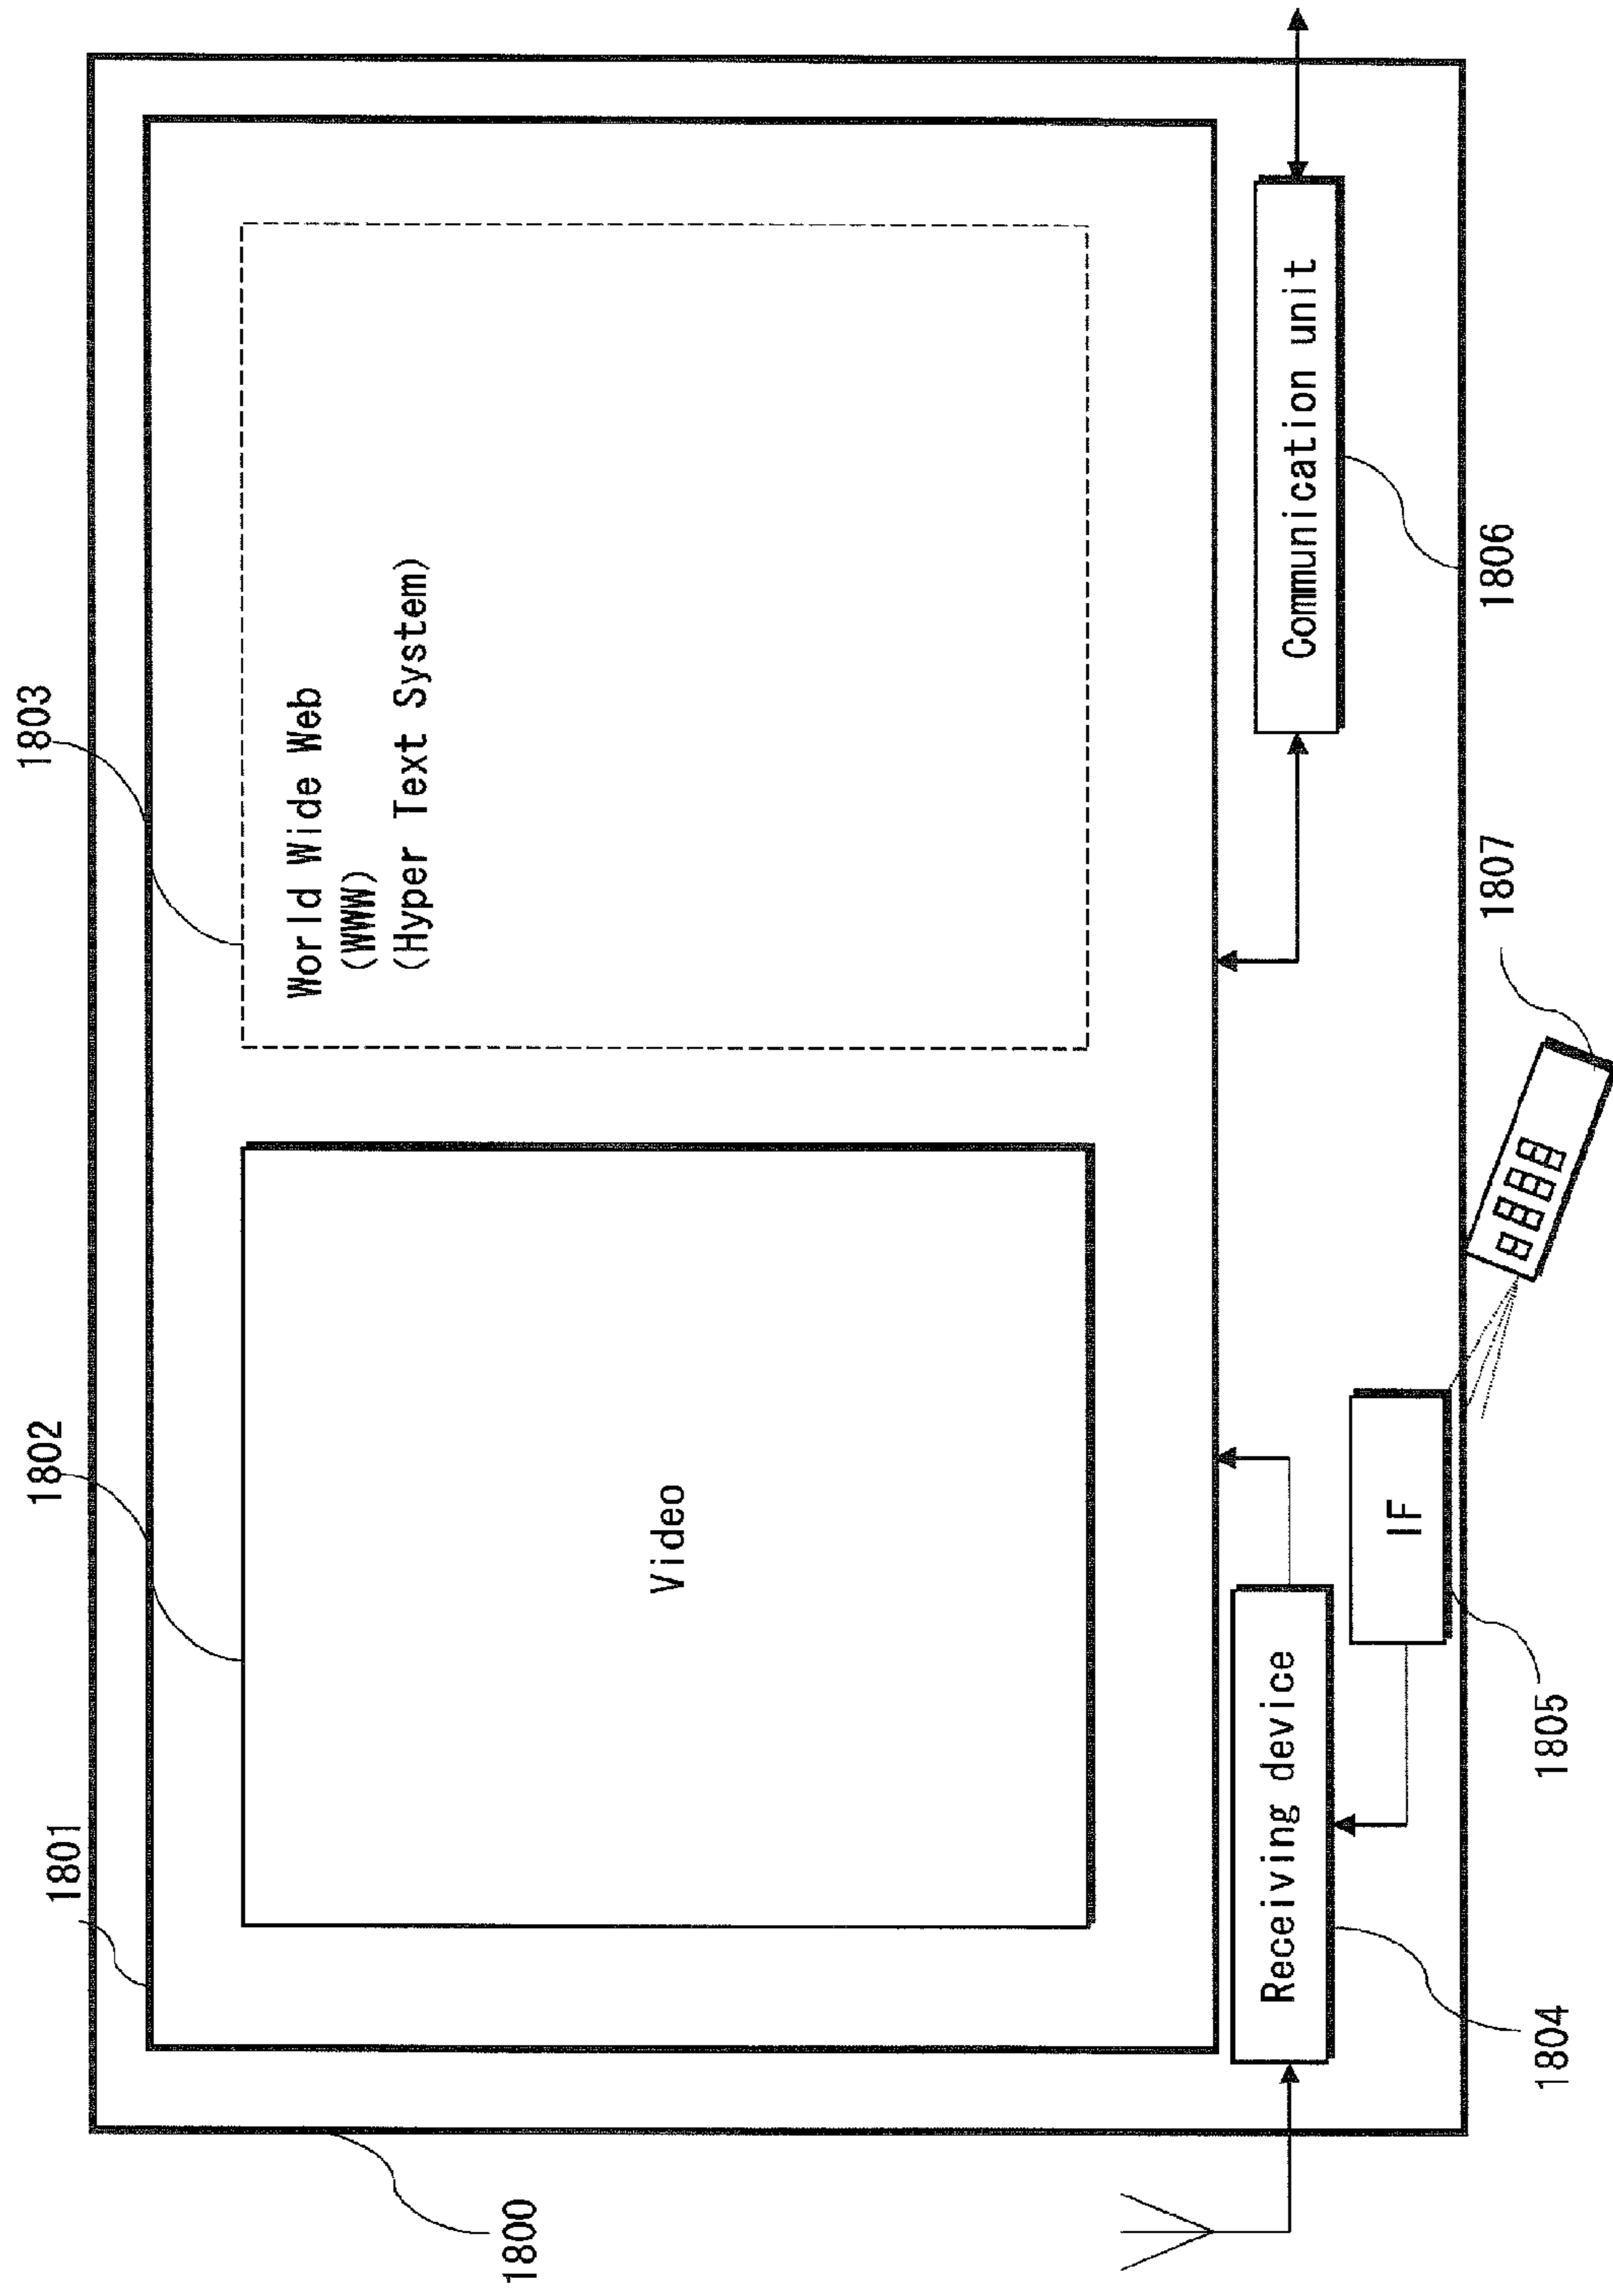 1801
1802
1803
1800
Video
World Wide Web
(WWW)
(Hyper Text System)
Receiving device
Communication unit
IF
1804
1805
1807
1806